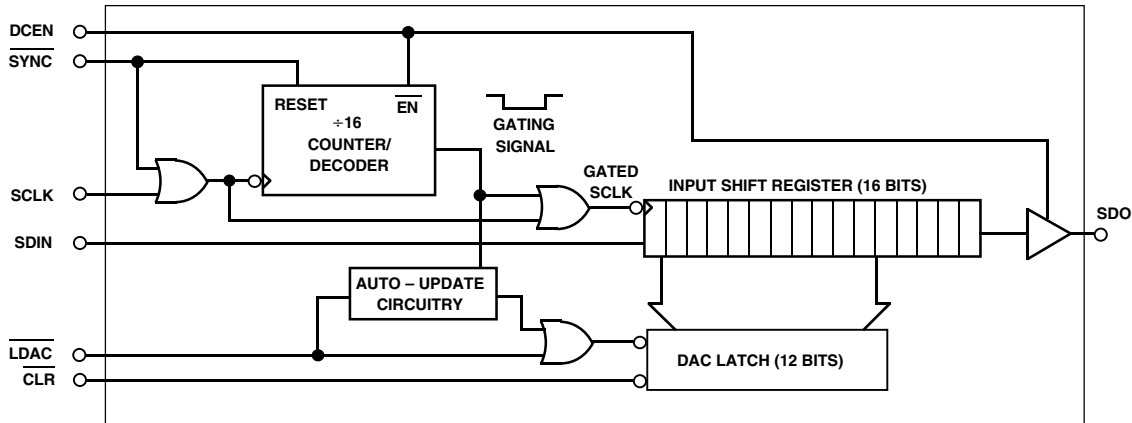 DCEN
SYNC
RESET
EN
÷16
COUNTER/
DECODER
GATING
SIGNAL
SCLK
GATED
SCLK
INPUT SHIFT REGISTER (16 BITS)
SDO
SDIN
AUTO – UPDATE
CIRCUITRY
LDAC
DAC LATCH (12 BITS)
CLR